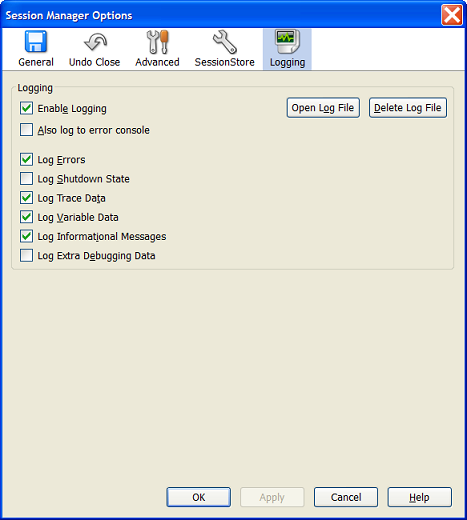 Session Manager Options
General Undo Close Advanced SessionStore Logging
Logging
Enable Logging Open Log File Delete Log File
Also log to error console
Log Errors
Log Shutdown State
Log Trace Data
Log Variable Data
Log Informational Messages
Log Extra Debugging Data
OK Apply Cancel Help